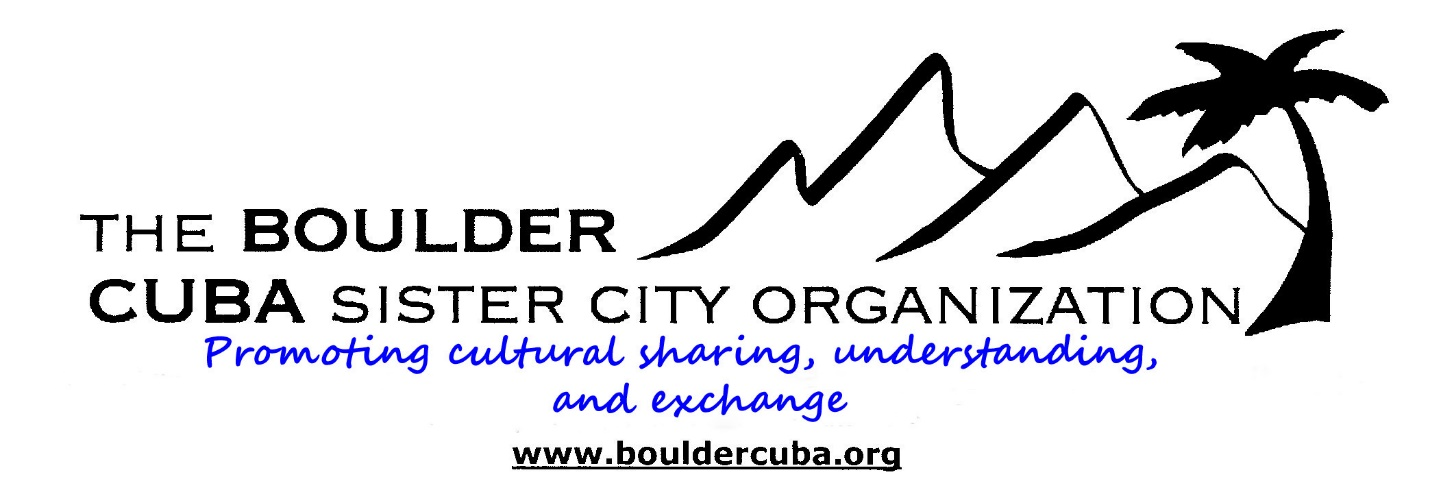 THE BOULDER
CUBA SISTER CITY ORGANIZATION
Promoting cultural sharing, understanding,
and exchange
www.bouldercuba.org